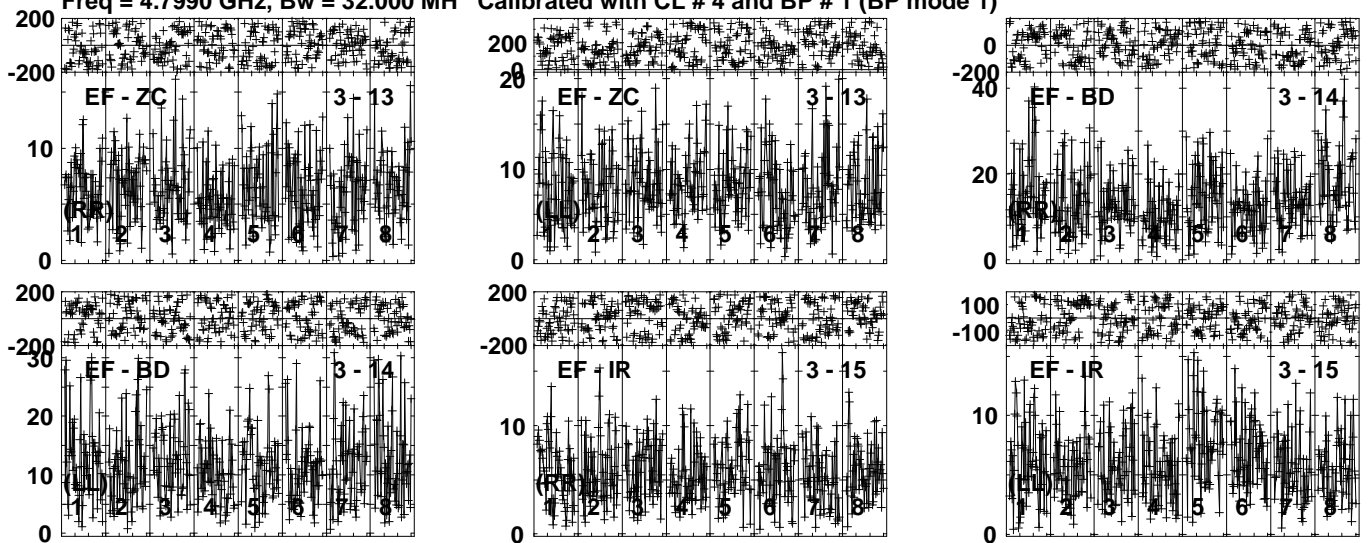 Freq = 4.7990 GHz, Bw = 32.000 MH Calibrated with CL # 4 and BP # 1 (BP mode 1)
200
-200
EF - ZC 3 - 13
10
(RR)
1 2 3 4 5 6 7 8
0
200
0
20
EF - ZC 3 - 13
10
(LL)
1 2 3 4 5 6 7 8
0
0
-200
40
EF - BD 3 - 14
20
(RR)
1 2 3 4 5 6 7 8
0
200
-200
30
EF - BD 3 - 14
20
10
(LL)
1 2 3 4 5 6 7 8
0
200
-200
EF - IR 3 - 15
10
(RR)
1 2 3 4 5 6 7 8
0
100
-100
EF - IR 3 - 15
10
(LL)
1 2 3 4 5 6 7 8
0